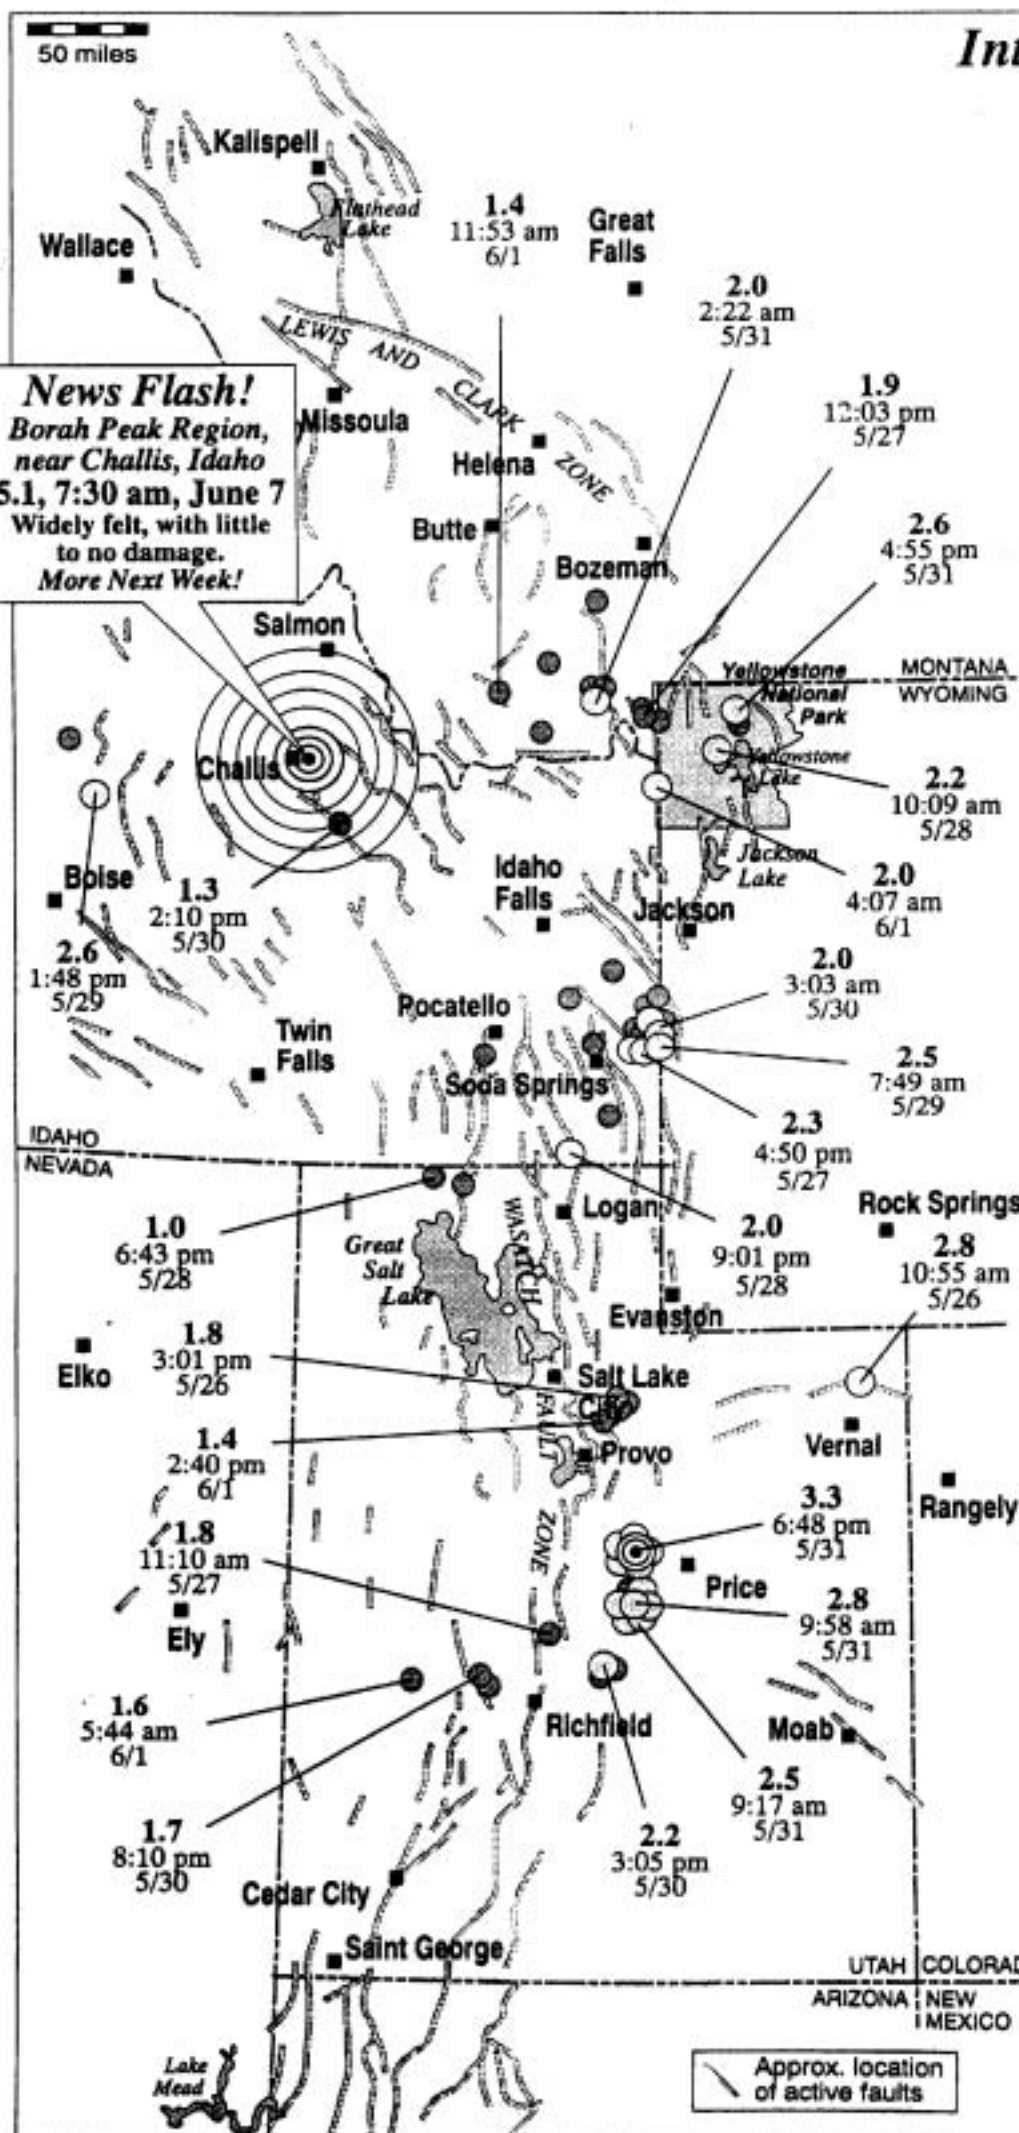 50 miles
Int
Kalispell
Flathead
Lake
Wallace
1.4
11:53 am
6/1
Great
Falls
2.0
2:22 am
5/31
LEWIS AND CLARK ZONE
News Flash!
Borah Peak Region,
near Challis, Idaho
5.1, 7:30 am, June 7
Widely felt, with little
to no damage.
More Next Week!
Missoula
1.9
12:03 pm
5/27
Helena
Butte
Bozeman
2.6
4:55 pm
5/31
Salmon
Yellowstone
National
Park
MONTANA
WYOMING
Challis
Yellowstone
Lake
2.2
10:09 am
5/28
Jackson
Lake
Boise
1.3
2:10 pm
5/30
Idaho
Falls
Jackson
2.0
4:07 am
6/1
2.6
1:48 pm
5/29
2.0
3:03 am
5/30
Pocatello
Twin
Falls
Soda Springs
2.5
7:49 am
5/29
2.3
4:50 pm
5/27
IDAHO
NEVADA
Logan
Rock Springs
1.0
6:43 pm
5/28
Great
Salt
Lake
WASATCH FAULT ZONE
2.0
9:01 pm
5/28
2.8
10:55 am
5/26
Evanston
Elko
1.8
3:01 pm
5/26
Salt Lake
City
Vernal
1.4
2:40 pm
6/1
Provo
Rangely
3.3
6:48 pm
5/31
1.8
11:10 am
5/27
Price
Ely
2.8
9:58 am
5/31
1.6
5:44 am
6/1
Richfield
Moab
2.5
9:17 am
5/31
1.7
8:10 pm
5/30
2.2
3:05 pm
5/30
Cedar City
Saint George
UTAH
COLORAD
ARIZONA
NEW
MEXICO
Lake
Mead
Approx. location
of active faults